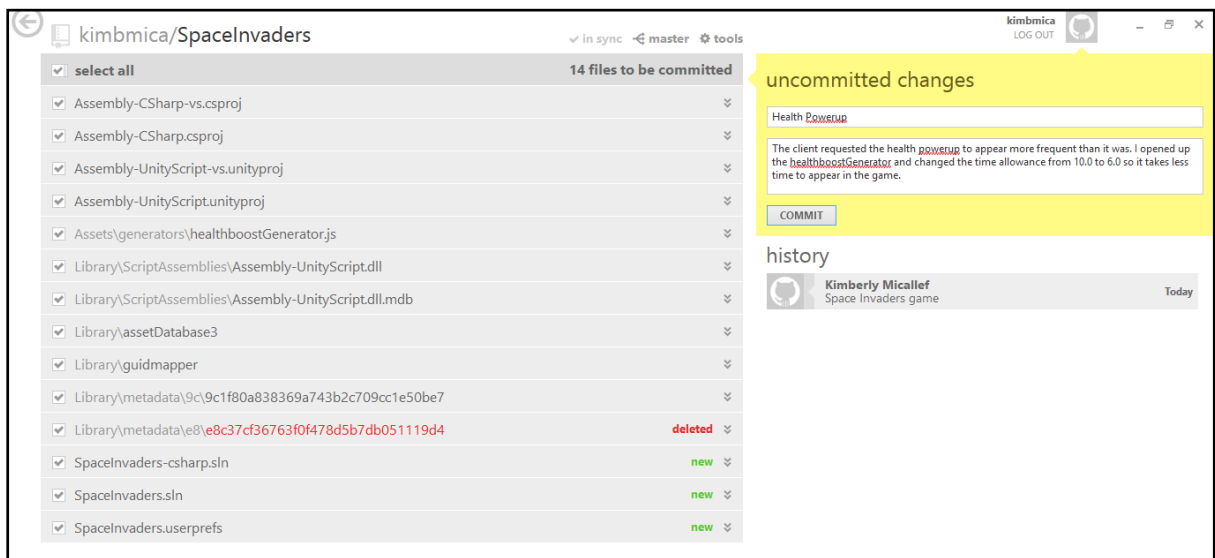 kimbmica/SpaceInvaders
in sync master tools
kimbmica
LOG OUT
select all 14 files to be committed
Assembly-CSharp-vs.csproj
Assembly-CSharp.csproj
Assembly-UnityScript-vs.unityproj
Assembly-UnityScript.unityproj
Assets\generators\healthboostGenerator.js
Library\ScriptAssemblies\Assembly-UnityScript.dll
Library\ScriptAssemblies\Assembly-UnityScript.dll.mdb
Library\assetDatabase3
Library\guidmapper
Library\metadata\9c\9c1f80a838369a743b2c709cc1e50be7
Library\metadata\e8\e8c37cf36763f0f478d5b7db051119d4 deleted
SpaceInvaders-csharp.sln new
SpaceInvaders.sln new
SpaceInvaders.userprefs new
uncommitted changes
Health Powerup
The client requested the health powerup to appear more frequent than it was. I opened up
the healthboostGenerator and changed the time allowance from 10.0 to 6.0 so it takes less
time to appear in the game.
COMMIT
history
Kimberly Micallef
Space Invaders game
Today